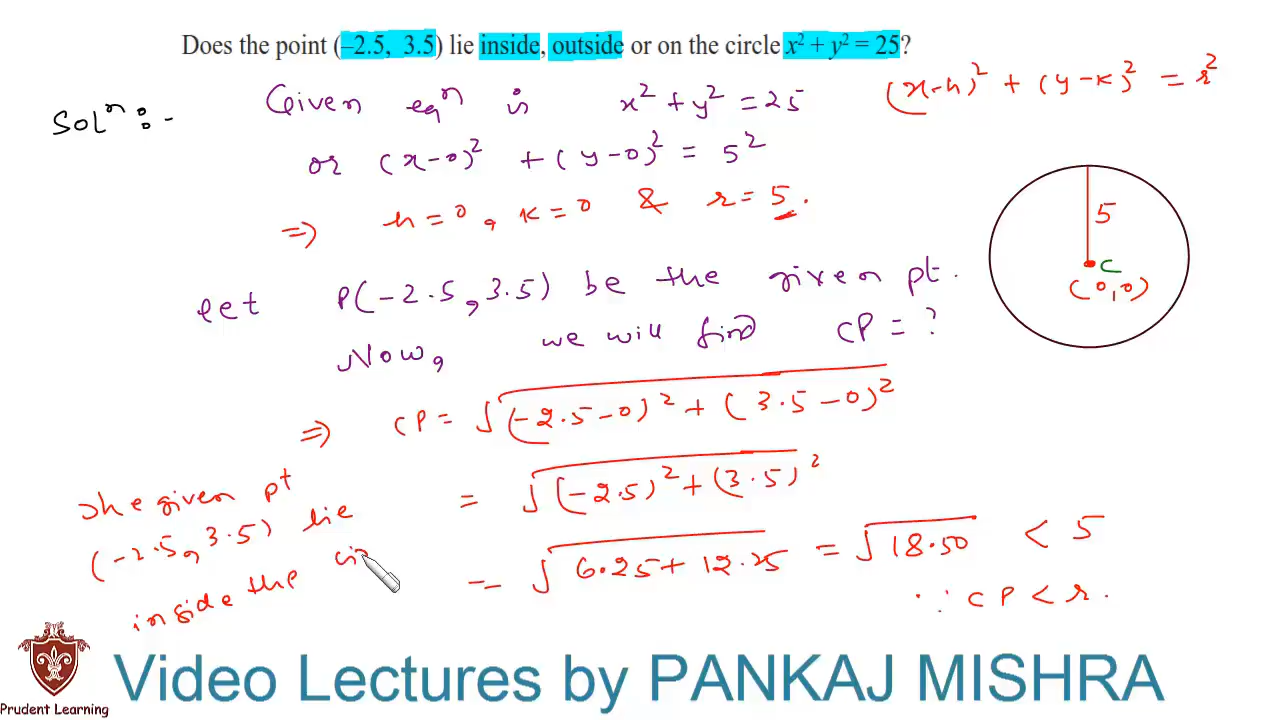 Does the point (–2.5, 3.5) lie inside, outside or on the circle x² + y² = 25?
Solⁿ :-
Given eqⁿ is x² + y² = 25
(x-h)² + (y-k)² = r²
or (x-0)² + (y-0)² = 5²
⇒ h = 0, k = 0 & r = 5.
5
C
(0,0)
let P(-2.5, 3.5) be the given pt.
Now, we will find CP = ?
⇒ CP = √(-2.5-0)² + (3.5-0)²
= √(-2.5)² + (3.5)²
= √6.25 + 12.25 = √18.50 < 5
∵ CP < r.
The given pt
(-2.5, 3.5) lie
inside the cir
Video Lectures by PANKAJ MISHRA
Prudent Learning